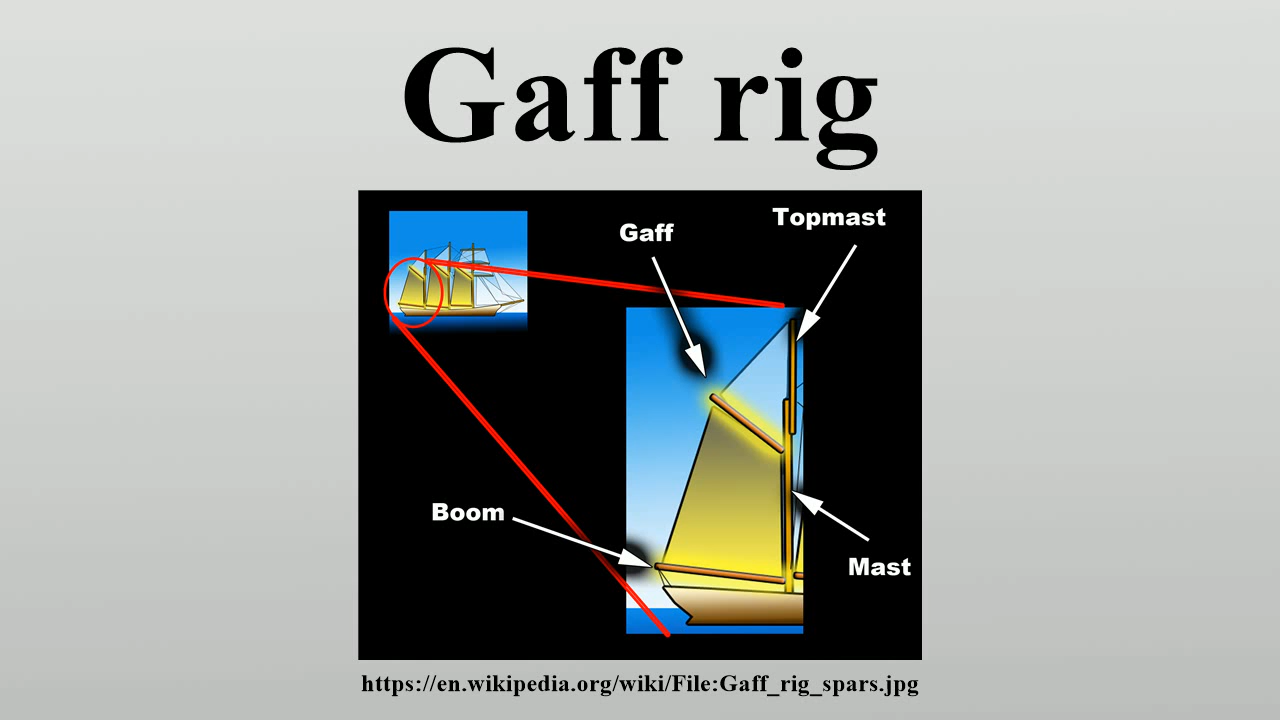 Gaff rig
Gaff
Topmast
Boom
Mast
https://en.wikipedia.org/wiki/File:Gaff_rig_spars.jpg